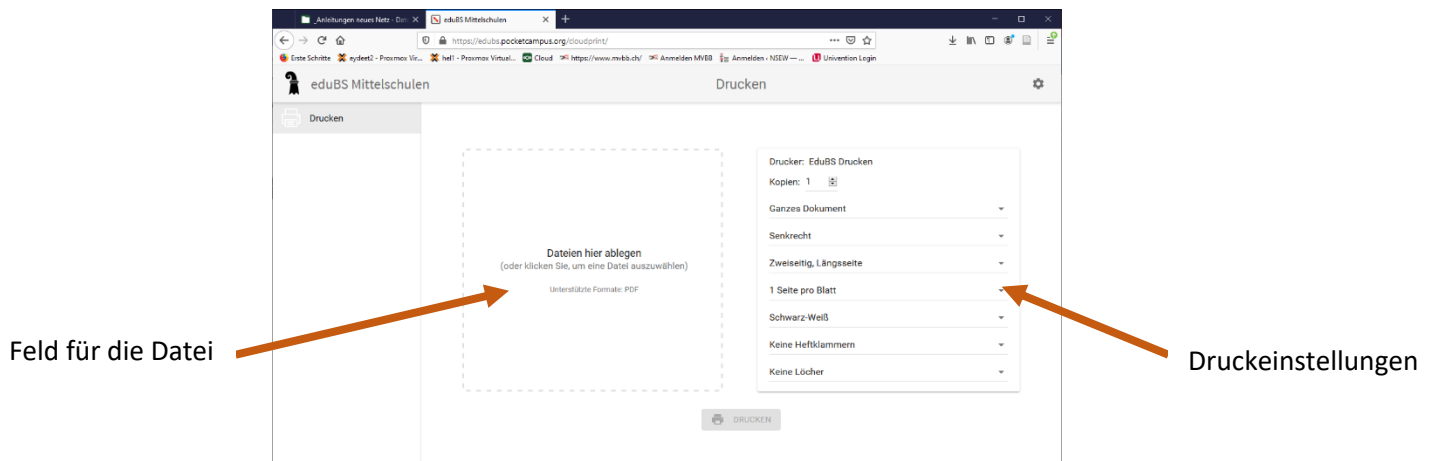 _Anleitungen neues Netz - Date
eduBS Mittelschulen
https://edubs.pocketcampus.org/cloudprint/
Erste Schritte
eydeet2 - Proxmox Vir...
hel1 - Proxmox Virtual...
Cloud
https://www.mvbb.ch/
Anmelden MVBB
Anmelden ‹ NSEW — ...
Univention Login
eduBS Mittelschulen
Drucken
Drucken
Drucker: EduBS Drucken
Kopien: 1
Ganzes Dokument
Senkrecht
Zweiseitig, Längsseite
1 Seite pro Blatt
Schwarz-Weiß
Keine Heftklammern
Keine Löcher
Dateien hier ablegen
(oder klicken Sie, um eine Datei auszuwählen)
Unterstützte Formate: PDF
DRUCKEN
Feld für die Datei
Druckeinstellungen